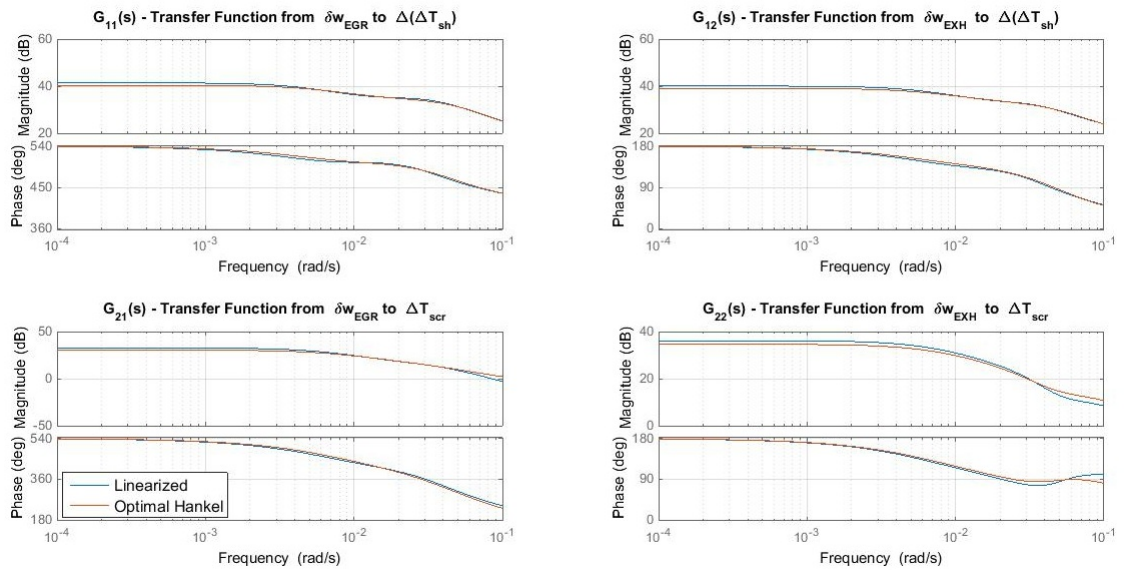 G11(s) - Transfer Function from δwEGR to Δ(ΔTsh)
Magnitude (dB)
60
40
20
Phase (deg)
540
450
360
10-4
10-3
10-2
10-1
Frequency (rad/s)
G12(s) - Transfer Function from δwEXH to Δ(ΔTsh)
Magnitude (dB)
60
40
20
Phase (deg)
180
90
0
10-4
10-3
10-2
10-1
Frequency (rad/s)
G21(s) - Transfer Function from δwEGR to ΔTscr
Magnitude (dB)
50
0
-50
Phase (deg)
540
360
180
Linearized
Optimal Hankel
10-4
10-3
10-2
10-1
Frequency (rad/s)
G22(s) - Transfer Function from δwEXH to ΔTscr
Magnitude (dB)
40
20
0
Phase (deg)
180
90
0
10-4
10-3
10-2
10-1
Frequency (rad/s)